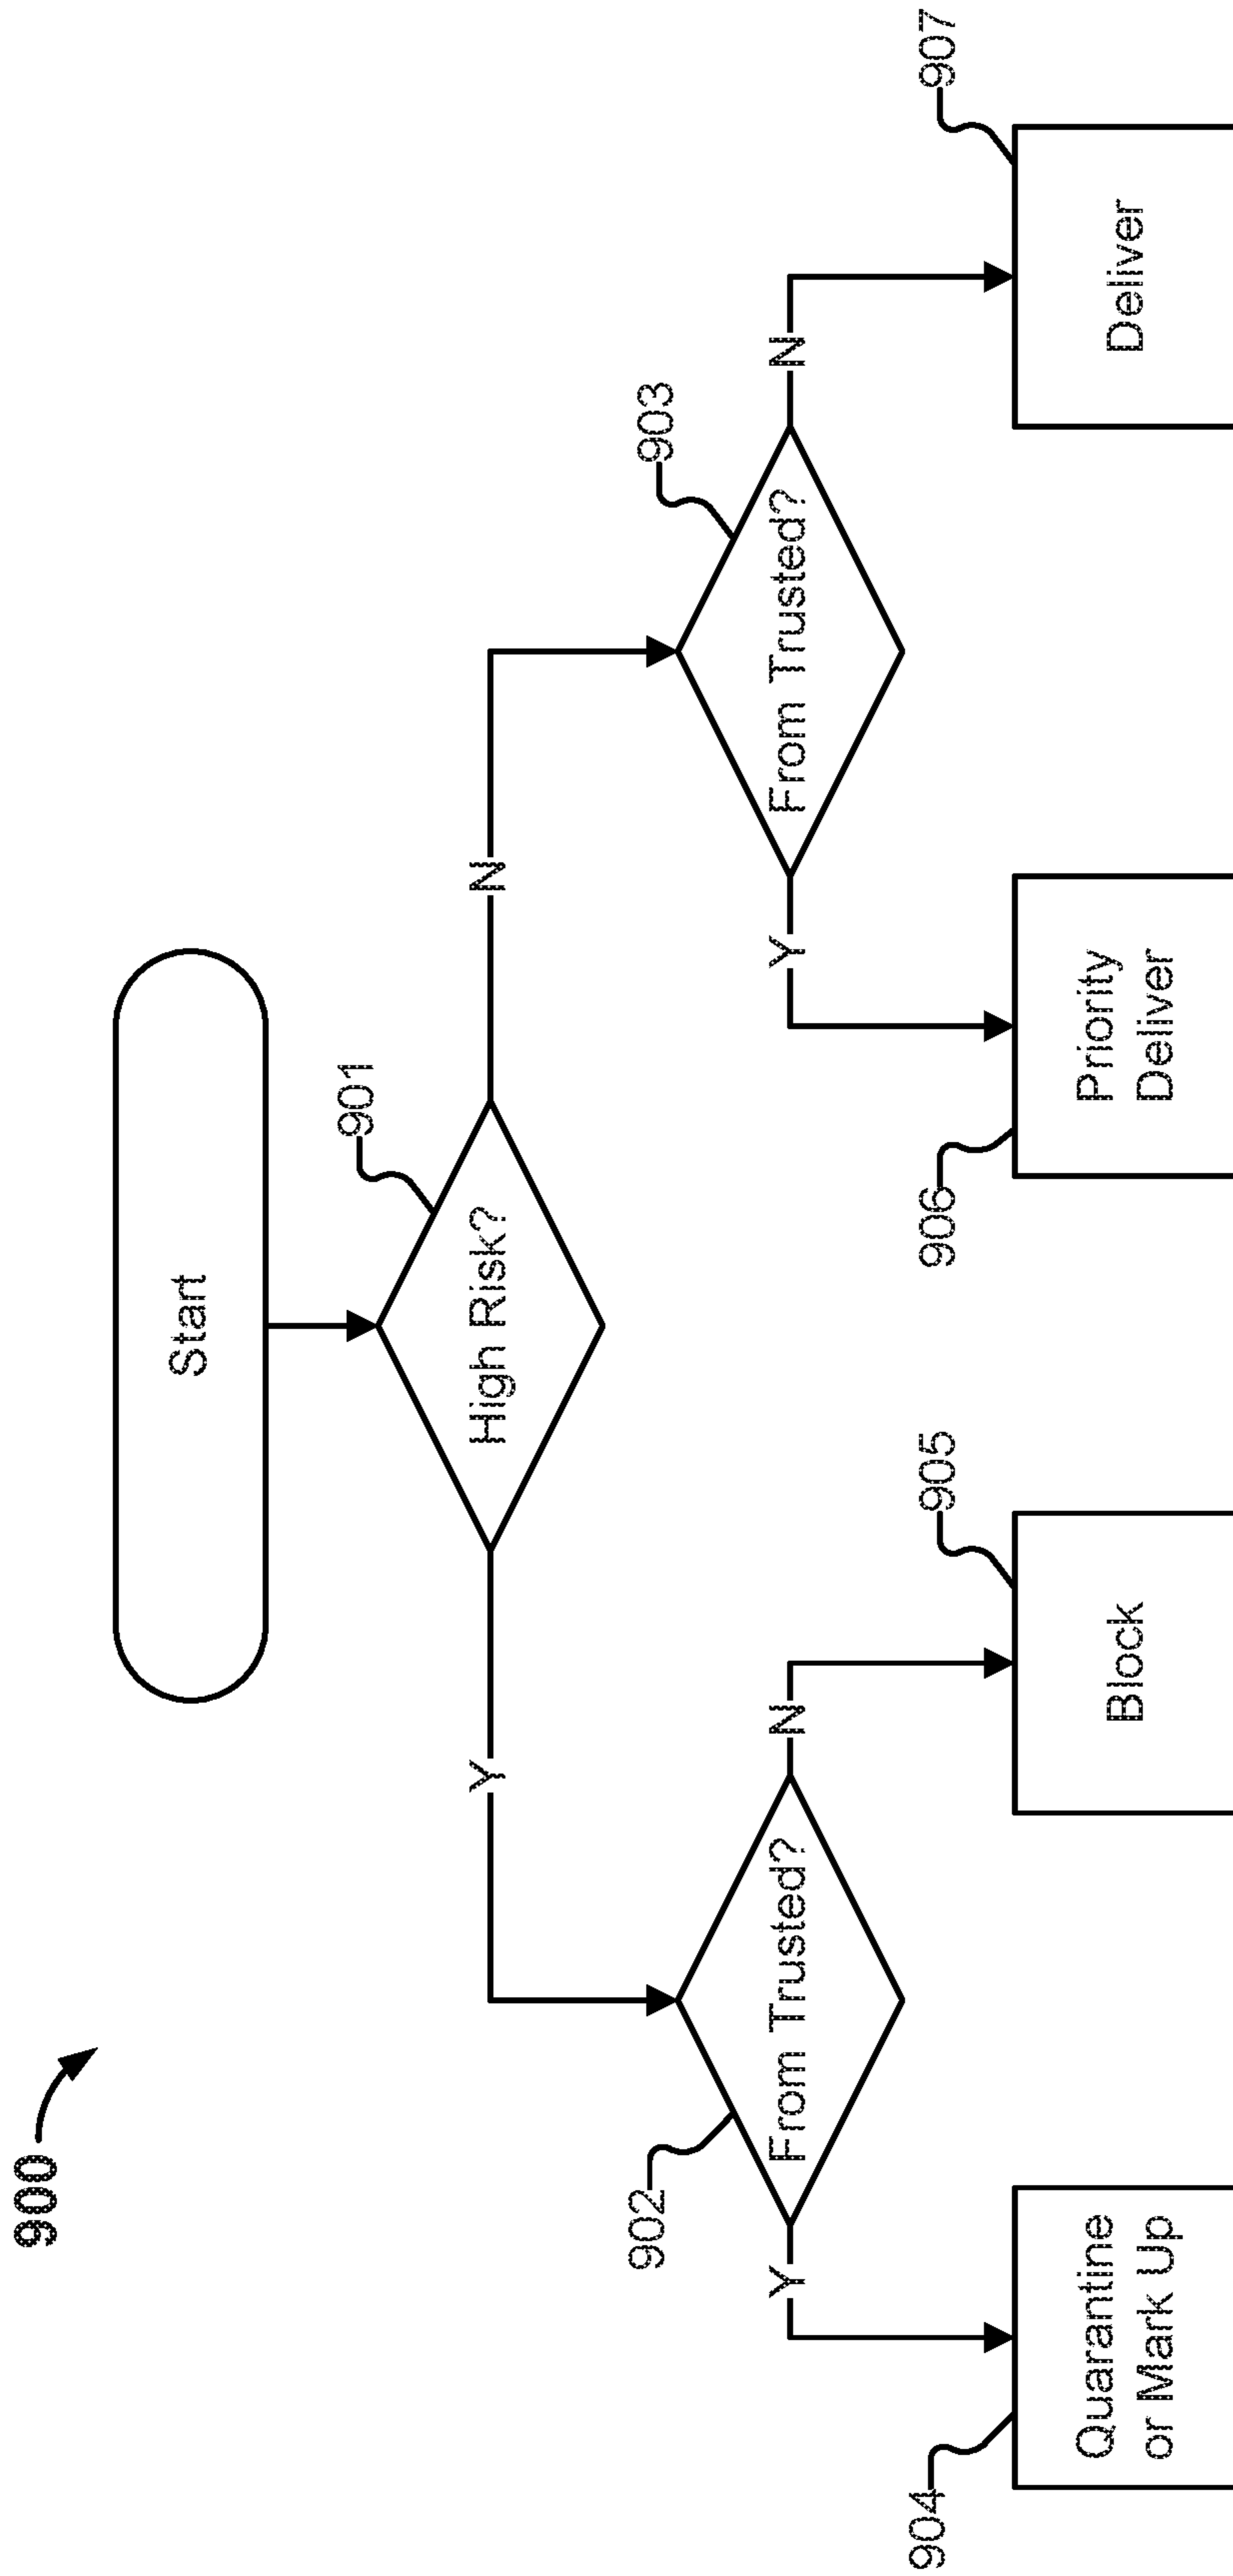 900
Start
901
High Risk?
Y
N
902
From Trusted?
903
From Trusted?
Y
N
Y
N
904
Quarantine
or Mark Up
905
Block
906
Priority
Deliver
907
Deliver